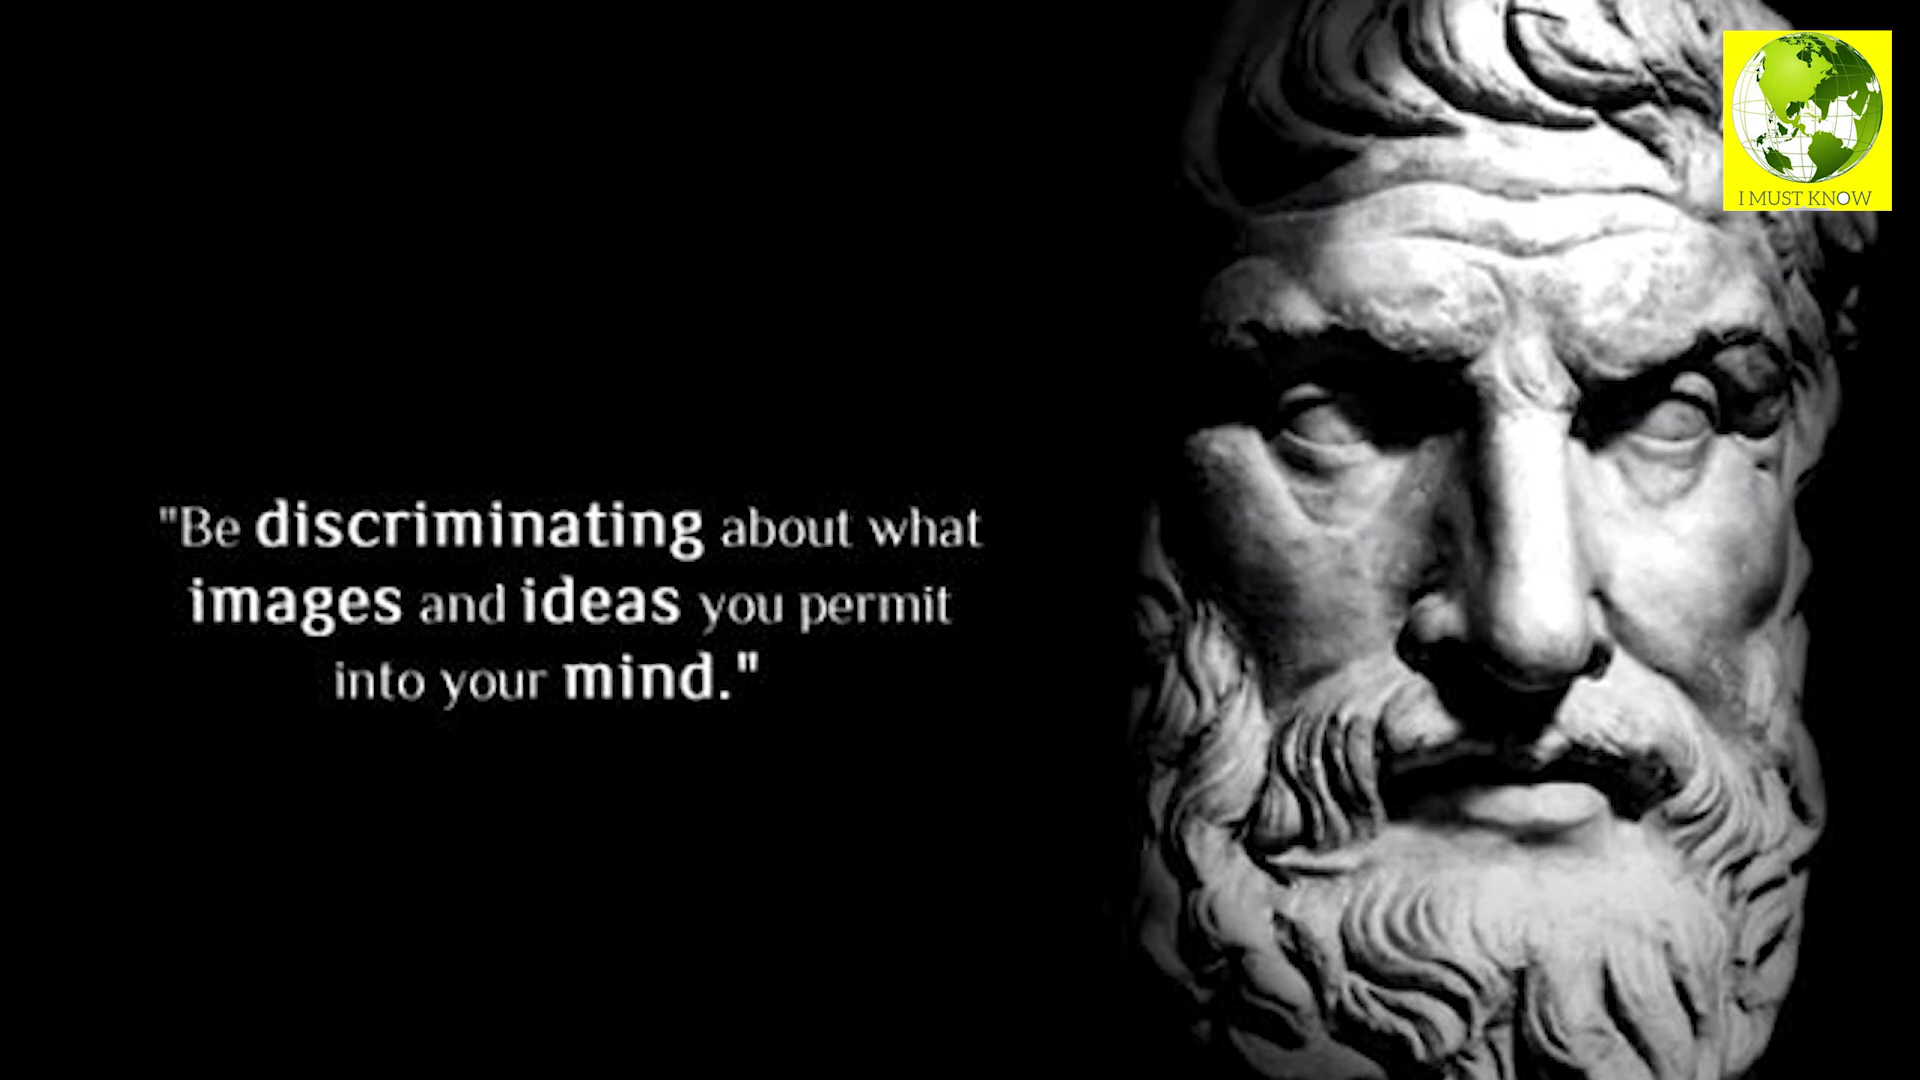 I MUST KNOW
"Be discriminating about what
images and ideas you permit
into your mind."